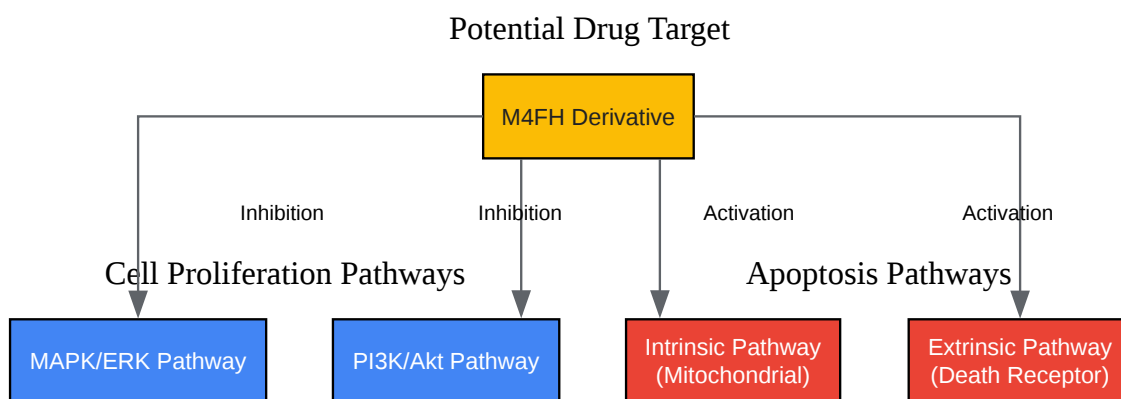 Potential Drug Target
M4FH Derivative
Inhibition
Inhibition
Activation
Activation
Cell Proliferation Pathways
Apoptosis Pathways
MAPK/ERK Pathway
PI3K/Akt Pathway
Intrinsic Pathway
(Mitochondrial)
Extrinsic Pathway
(Death Receptor)